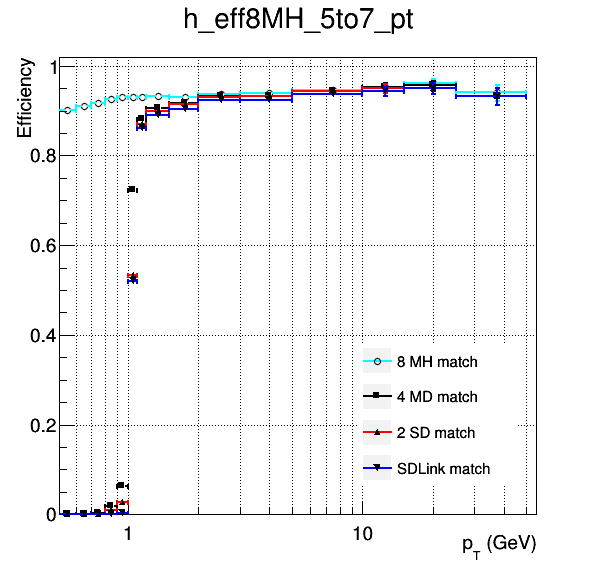 h_eff8MH_5to7_pt
Efficiency
1
0.8
0.6
0.4
0.2
0
8 MH match
4 MD match
2 SD match
SDLink match
1
10
p_T (GeV)